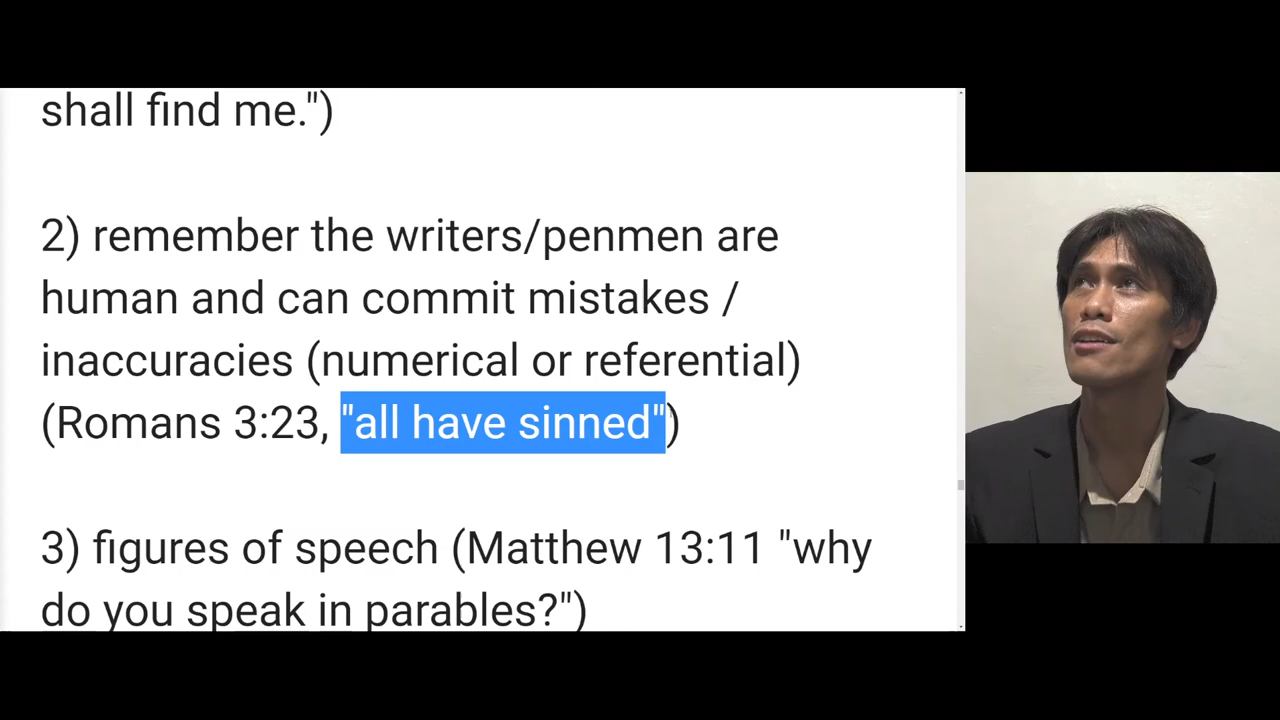 shall find me.")
2) remember the writers/penmen are
human and can commit mistakes /
inaccuracies (numerical or referential)
(Romans 3:23, "all have sinned")
3) figures of speech (Matthew 13:11 "why
do you speak in parables?")